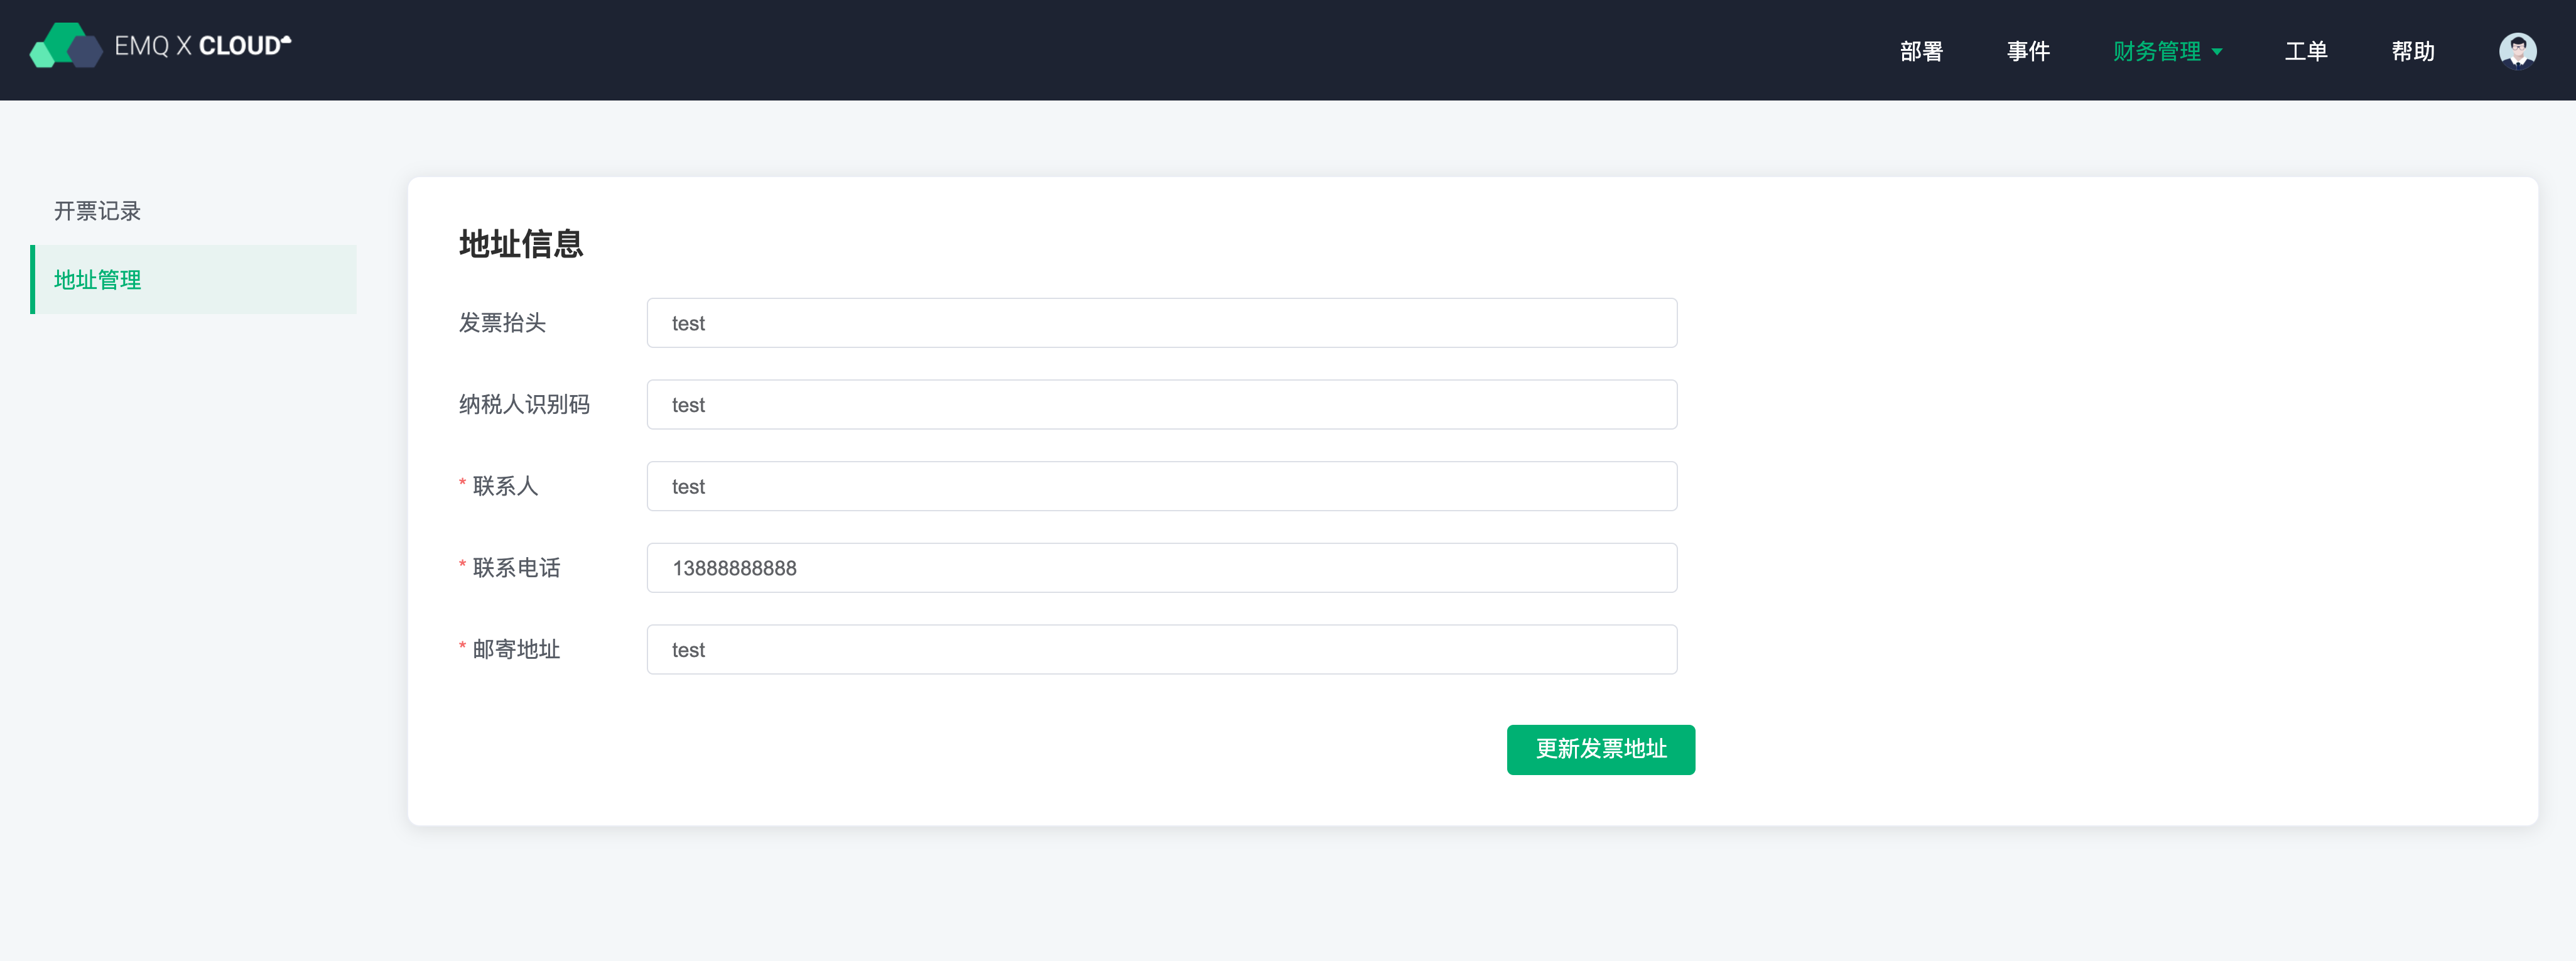 EMQ X CLOUD
部署
事件
财务管理
工单
帮助
开票记录
地址管理
地址信息
发票抬头
test
纳税人识别码
test
* 联系人
test
* 联系电话
13888888888
* 邮寄地址
test
更新发票地址